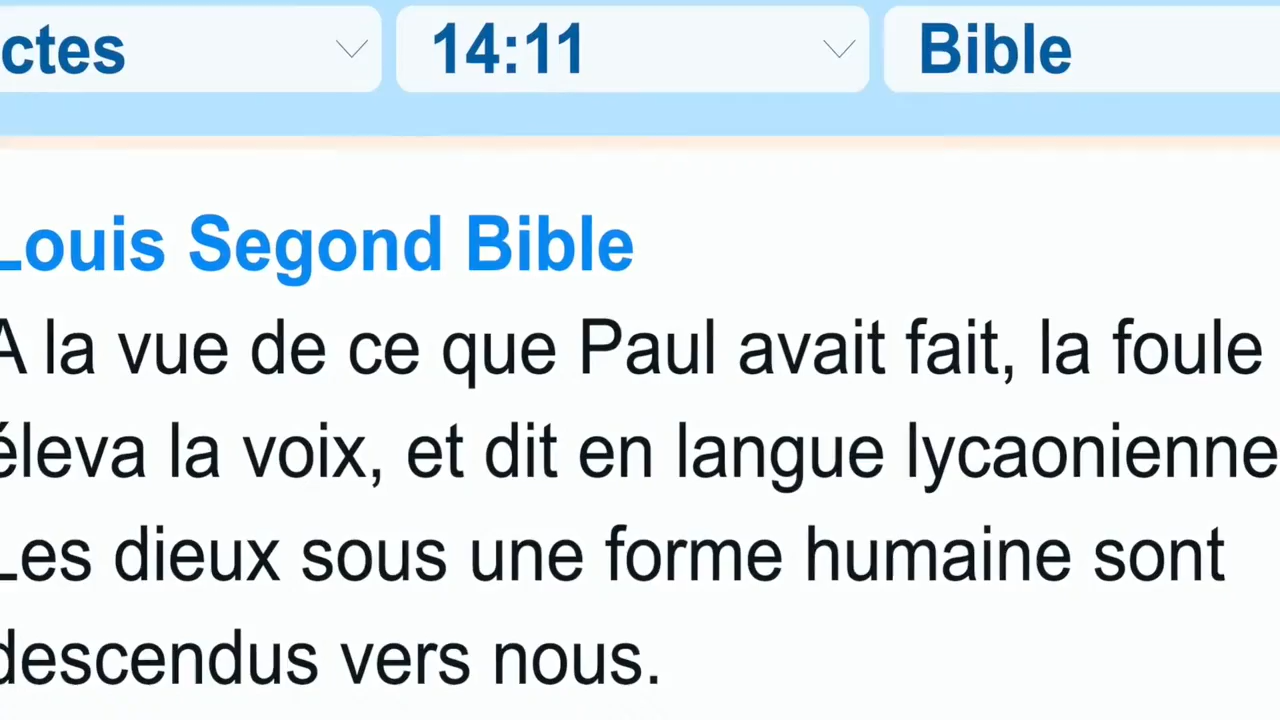 ctes 14:11 Bible
Louis Segond Bible
A la vue de ce que Paul avait fait, la foule
éleva la voix, et dit en langue lycaonienne
Les dieux sous une forme humaine sont
descendus vers nous.